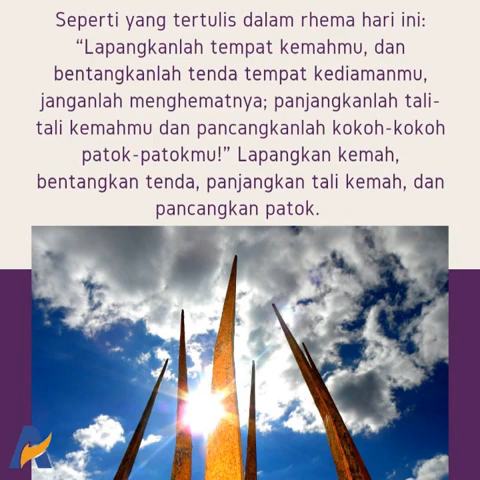 Seperti yang tertulis dalam rhema hari ini:
“Lapangkanlah tempat kemahmu, dan
bentangkanlah tenda tempat kediamanmu,
janganlah menghematnya; panjangkanlah tali-
tali kemahmu dan pancangkanlah kokoh-kokoh
patok-patokmu!” Lapangkan kemah,
bentangkan tenda, panjangkan tali kemah, dan
pancangkan patok.